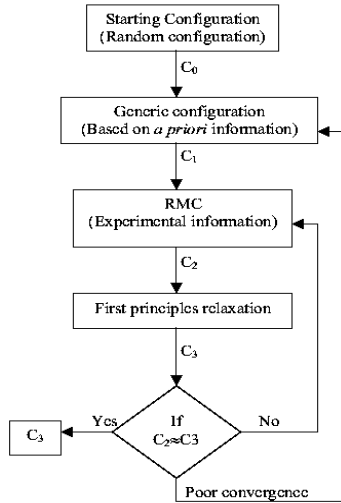 Starting Configuration
(Random configuration)
C₀
Generic configuration
(Based on a priori information)
C₁
RMC
(Experimental information)
C₂
First principles relaxation
C₃
Yes
If
No
C₃
C₂≈C3
Poor convergence